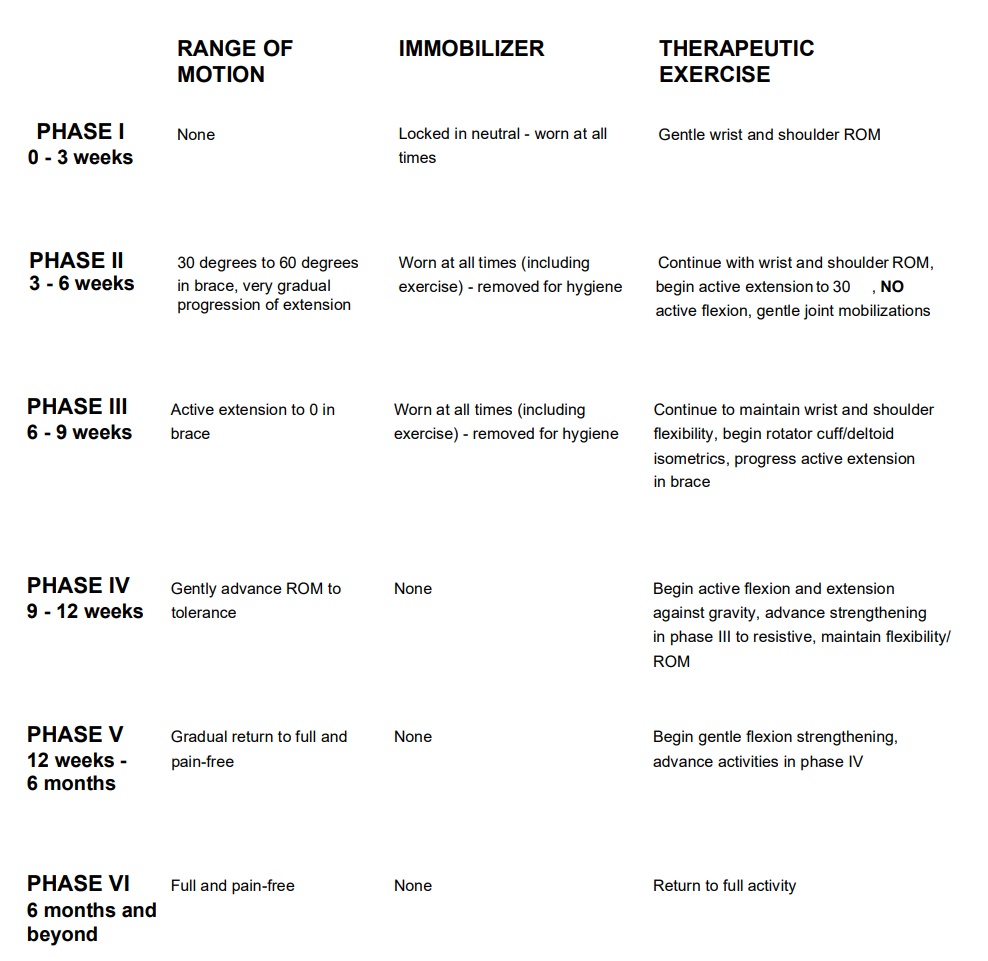 RANGE OF
MOTION
IMMOBILIZER
THERAPEUTIC
EXERCISE
PHASE I
0 - 3 weeks
None
Locked in neutral - worn at all
times
Gentle wrist and shoulder ROM
PHASE II
3 - 6 weeks
30 degrees to 60 degrees
in brace, very gradual
progression of extension
Worn at all times (including
exercise) - removed for hygiene
Continue with wrist and shoulder ROM,
begin active extension to 30 , NO
active flexion, gentle joint mobilizations
PHASE III
6 - 9 weeks
Active extension to 0 in
brace
Worn at all times (including
exercise) - removed for hygiene
Continue to maintain wrist and shoulder
flexibility, begin rotator cuff/deltoid
isometrics, progress active extension
in brace
PHASE IV
9 - 12 weeks
Gently advance ROM to
tolerance
None
Begin active flexion and extension
against gravity, advance strengthening
in phase III to resistive, maintain flexibility/
ROM
PHASE V
12 weeks -
6 months
Gradual return to full and
pain-free
None
Begin gentle flexion strengthening,
advance activities in phase IV
PHASE VI
6 months and
beyond
Full and pain-free
None
Return to full activity